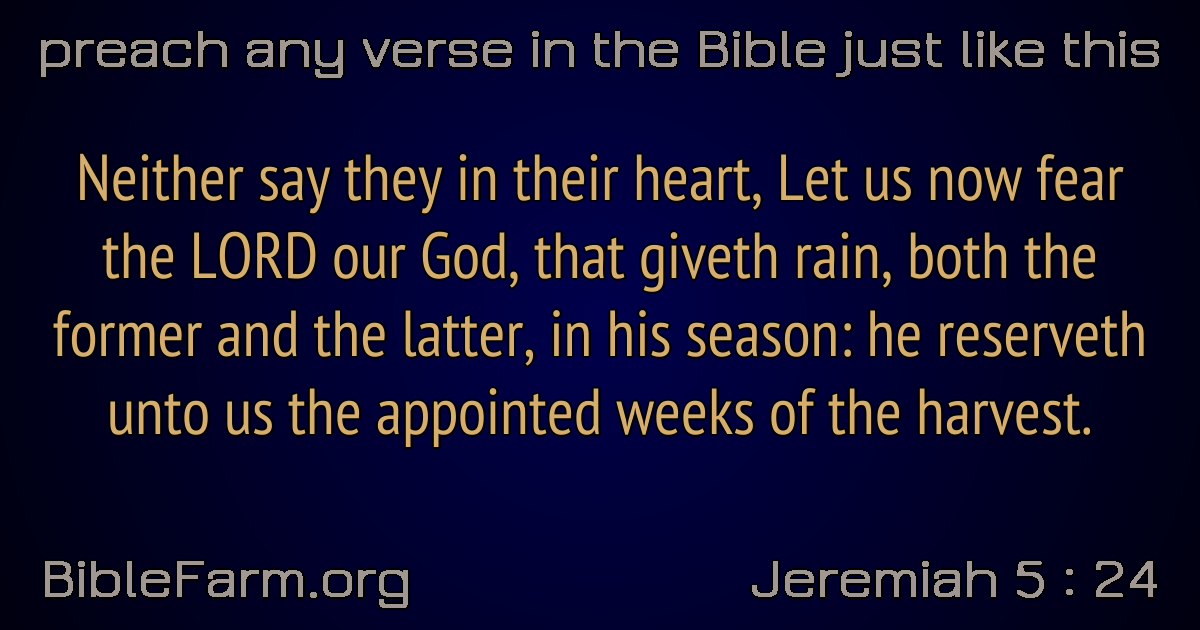 preach any verse in the Bible just like this
Neither say they in their heart, Let us now fear
the LORD our God, that giveth rain, both the
former and the latter, in his season: he reserveth
unto us the appointed weeks of the harvest.
BibleFarm.org
Jeremiah 5 : 24